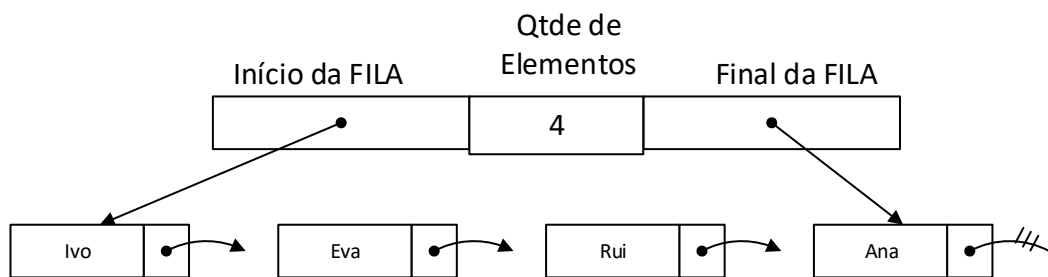 Qtde de
Elementos
Início da FILA
Final da FILA
4
Ivo
Eva
Rui
Ana